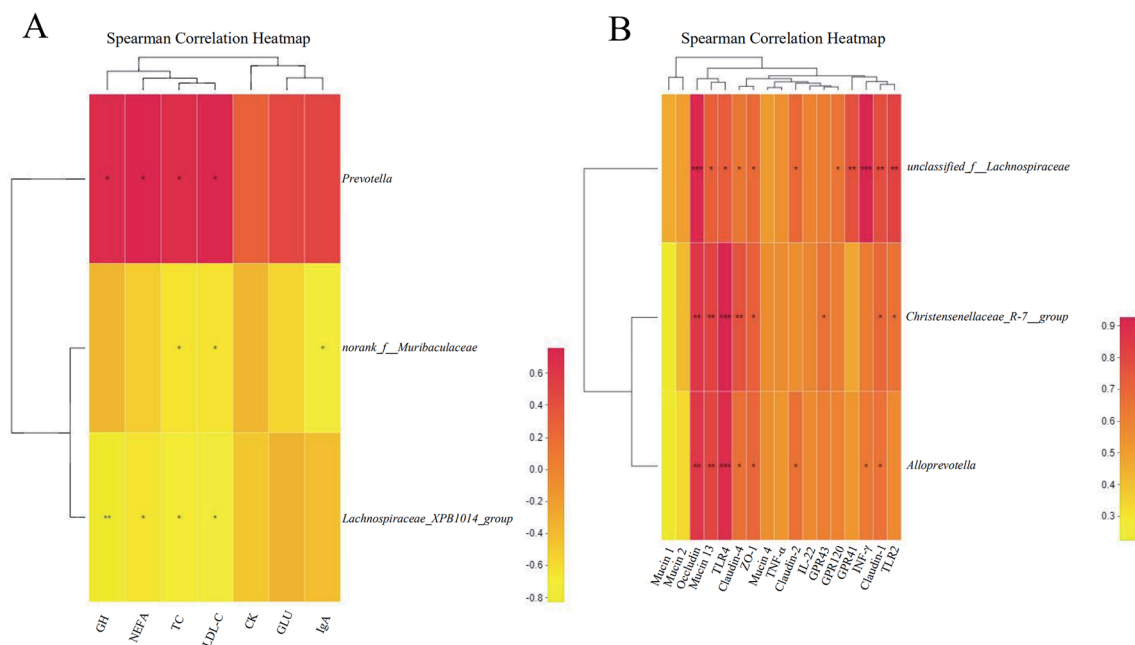 A
Spearman Correlation Heatmap
* * * *
Prevotella
* * *
norank_f__Muribaculaceae
** * * *
Lachnospiraceae_XPB1014_group
0.6
0.4
0.2
0.0
-0.2
-0.4
-0.6
-0.8
GH
NEFA
TC
LDL-C
CK
GLU
IgA
B
Spearman Correlation Heatmap
*** * * * * * * ** *** ** **
unclassified_f__Lachnospiraceae
** ** *** ** * * * *
Christensenellaceae_R-7__group
** ** *** * * * * *
Alloprevotella
0.9
0.8
0.7
0.6
0.5
0.4
0.3
Mucin 1
Mucin 2
Occludin
Mucin 13
TLR4
Claudin-4
ZO-1
Mucin 4
TNF-α
Claudin-2
IL-22
GPR43
GPR120
GPR41
INF-γ
Claudin-1
TLR2